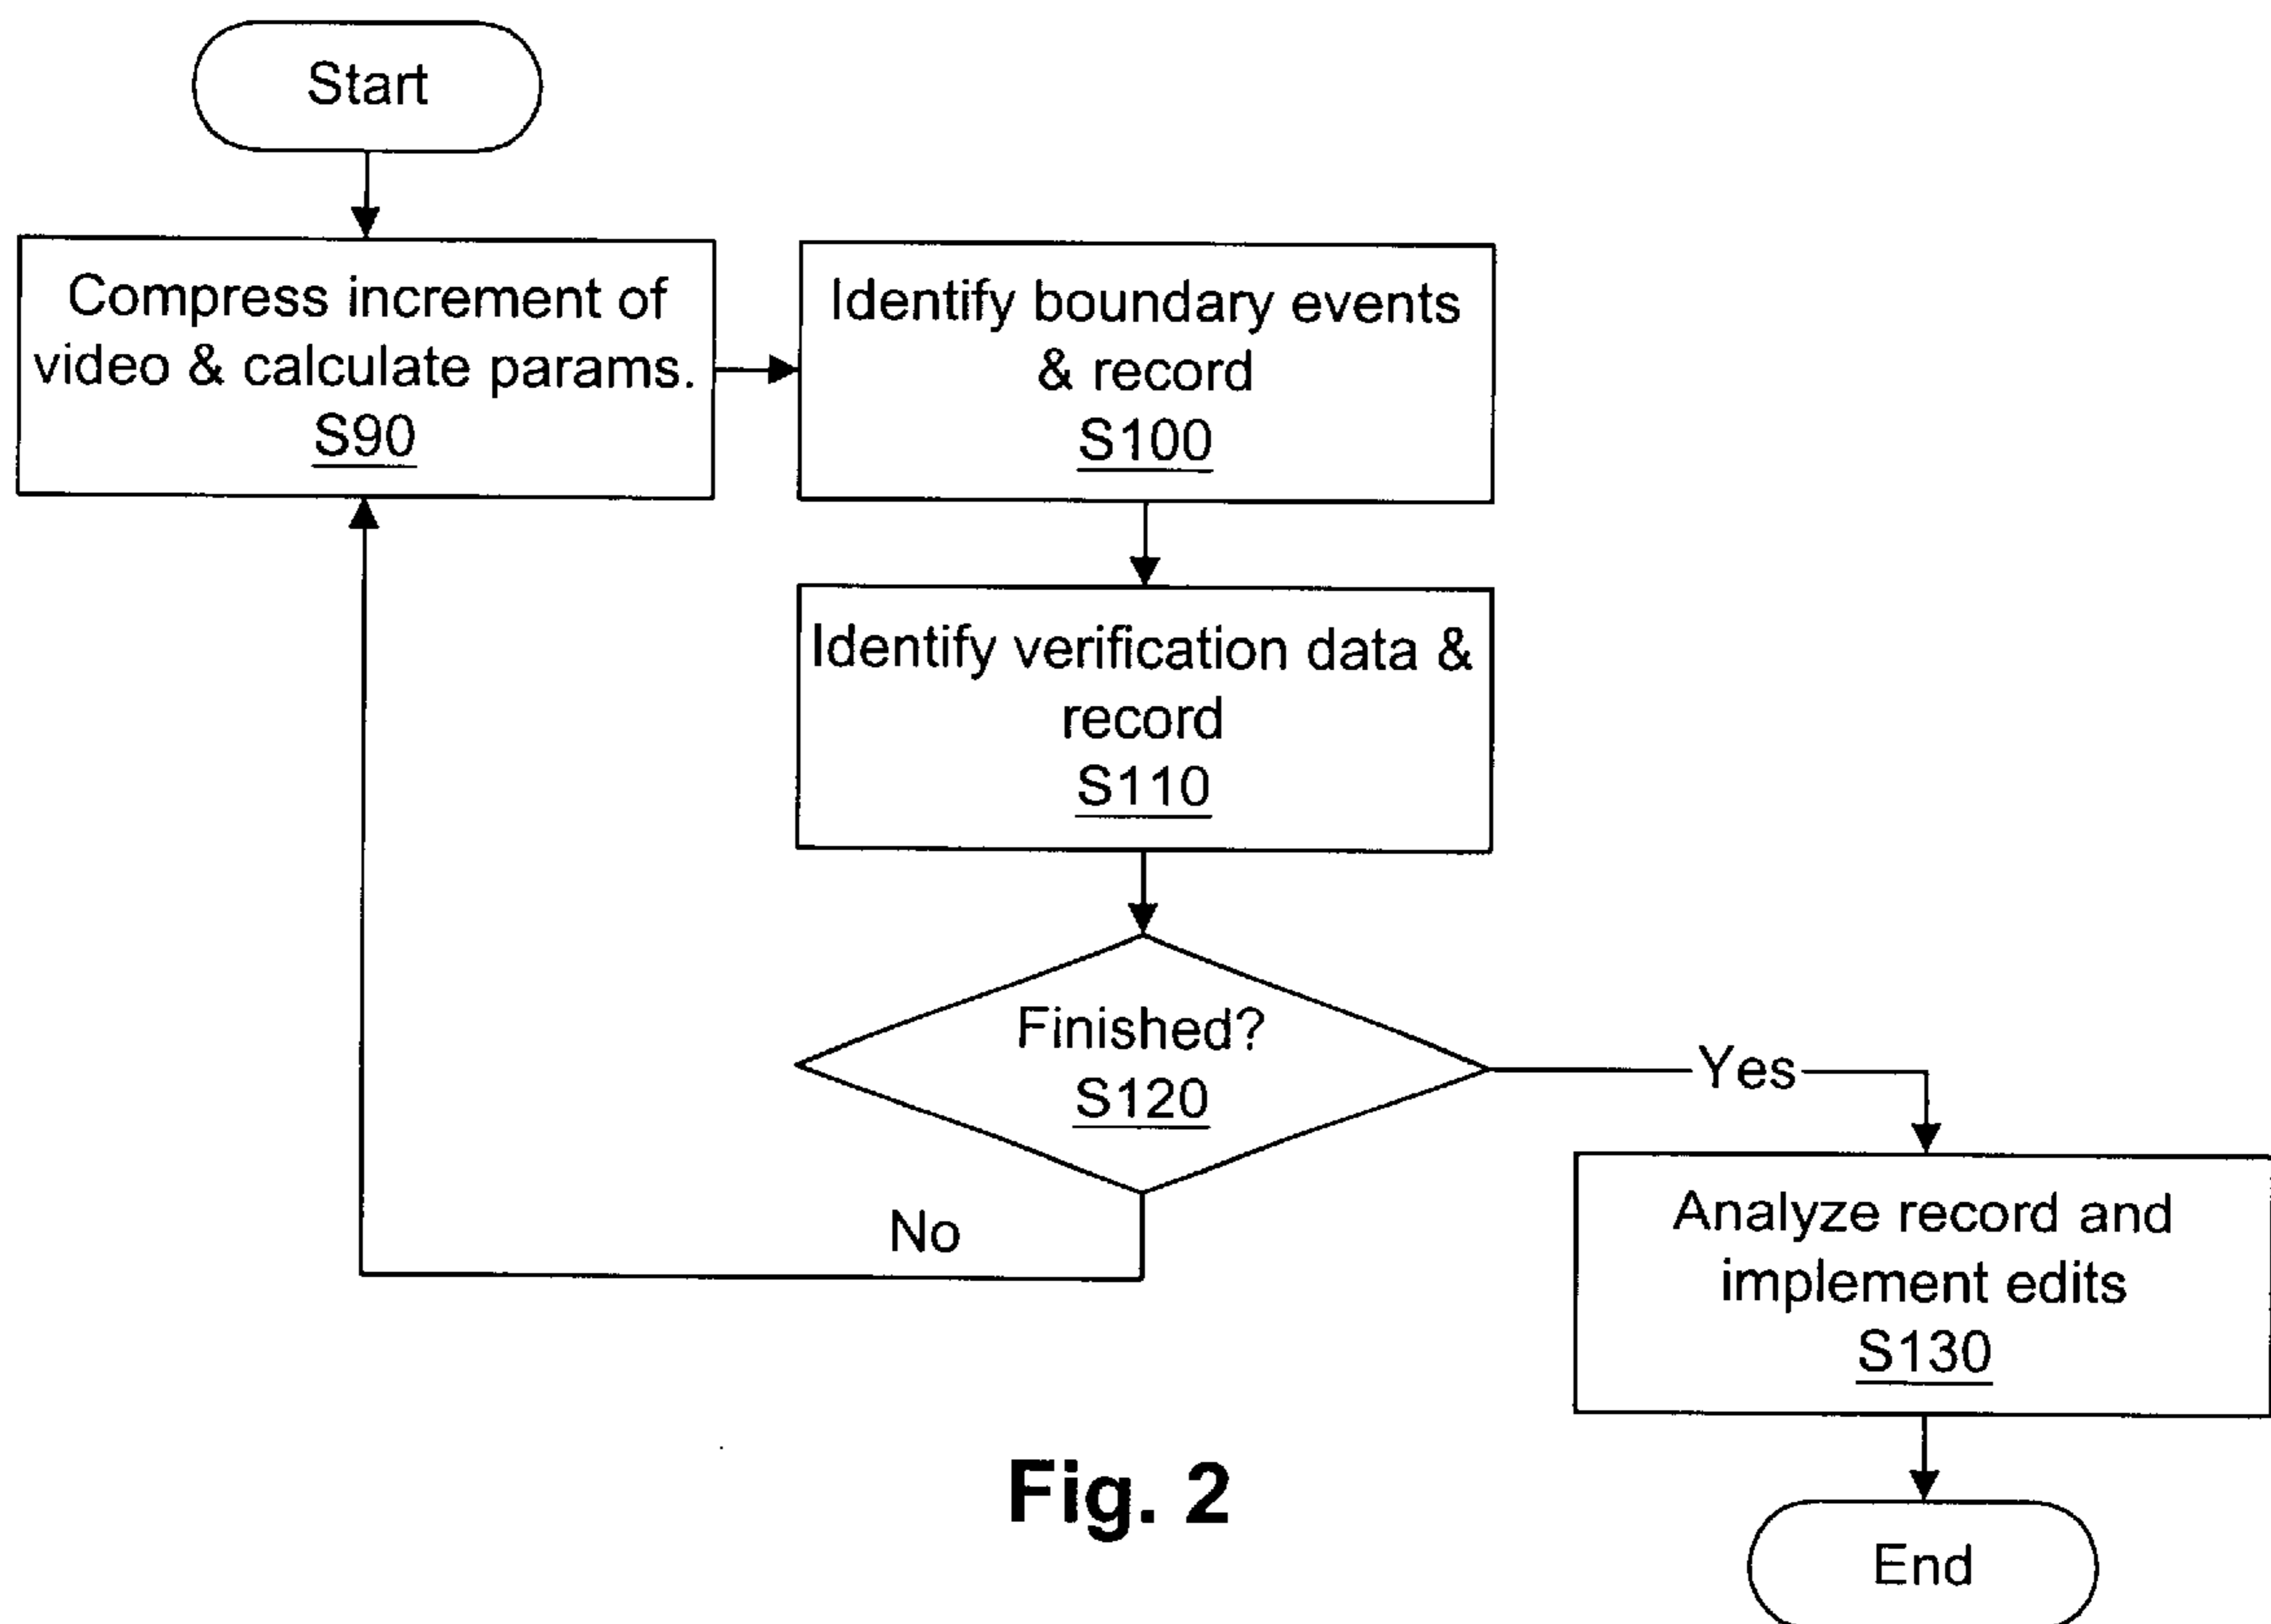 Start
Compress increment of
video & calculate params.
S90
Identify boundary events
& record
S100
Identify verification data &
record
S110
Finished?
S120
Yes
No
Analyze record and
implement edits
S130
End
Fig. 2